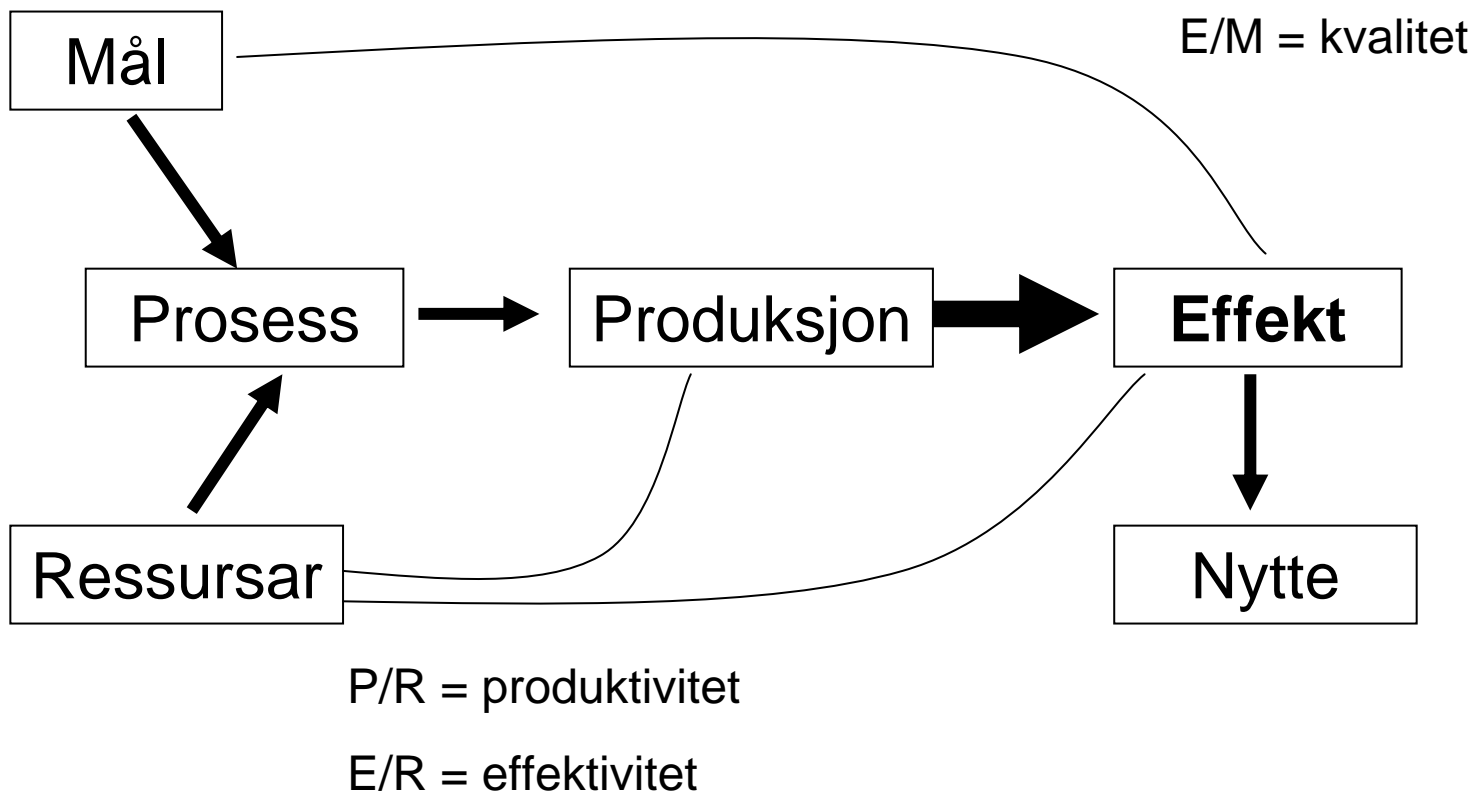 Mål
E/M = kvalitet
Prosess
Produksjon
Effekt
Ressursar
Nytte
P/R = produktivitet
E/R = effektivitet